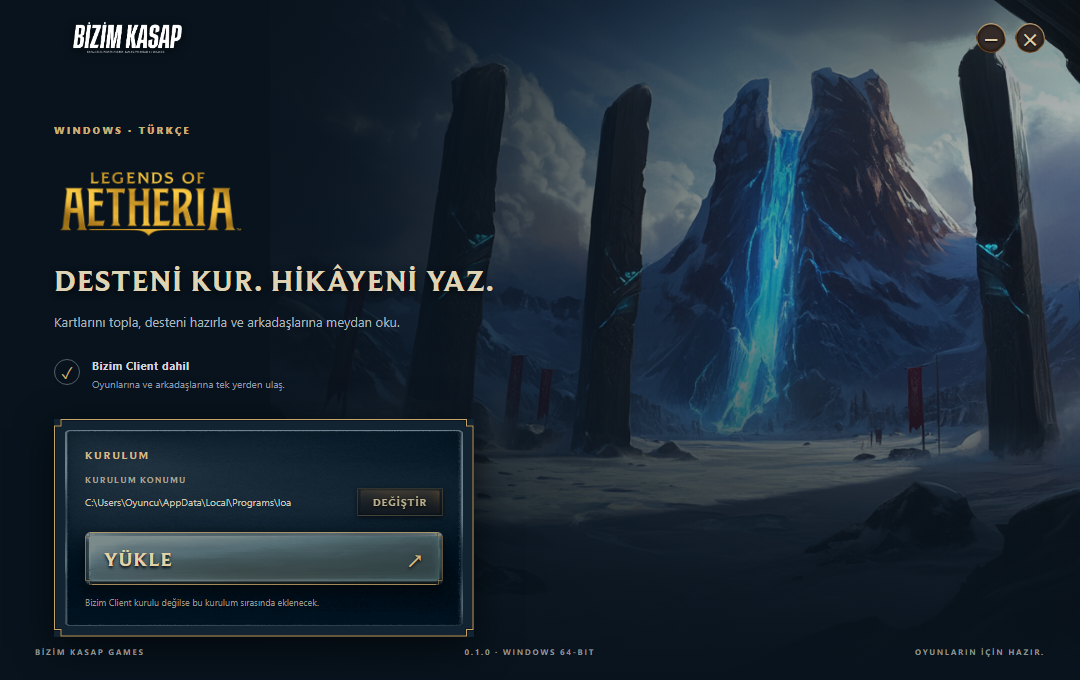 BİZİM KASAP
WINDOWS · TÜRKÇE
LEGENDS OF
AETHERIA
DESTENİ KUR. HİKÂYENİ YAZ.
Kartlarını topla, desteni hazırla ve arkadaşlarına meydan oku.
Bizim Client dahil
Oyunlarına ve arkadaşlarına tek yerden ulaş.
KURULUM
KURULUM KONUMU
C:\Users\Oyuncu\AppData\Local\Programs\loa
DEĞİŞTİR
YÜKLE
Bizim Client kurulu değilse bu kurulum sırasında eklenecek.
BİZİM KASAP GAMES
0.1.0 · WINDOWS 64-BIT
OYUNLARIN İÇİN HAZIR.